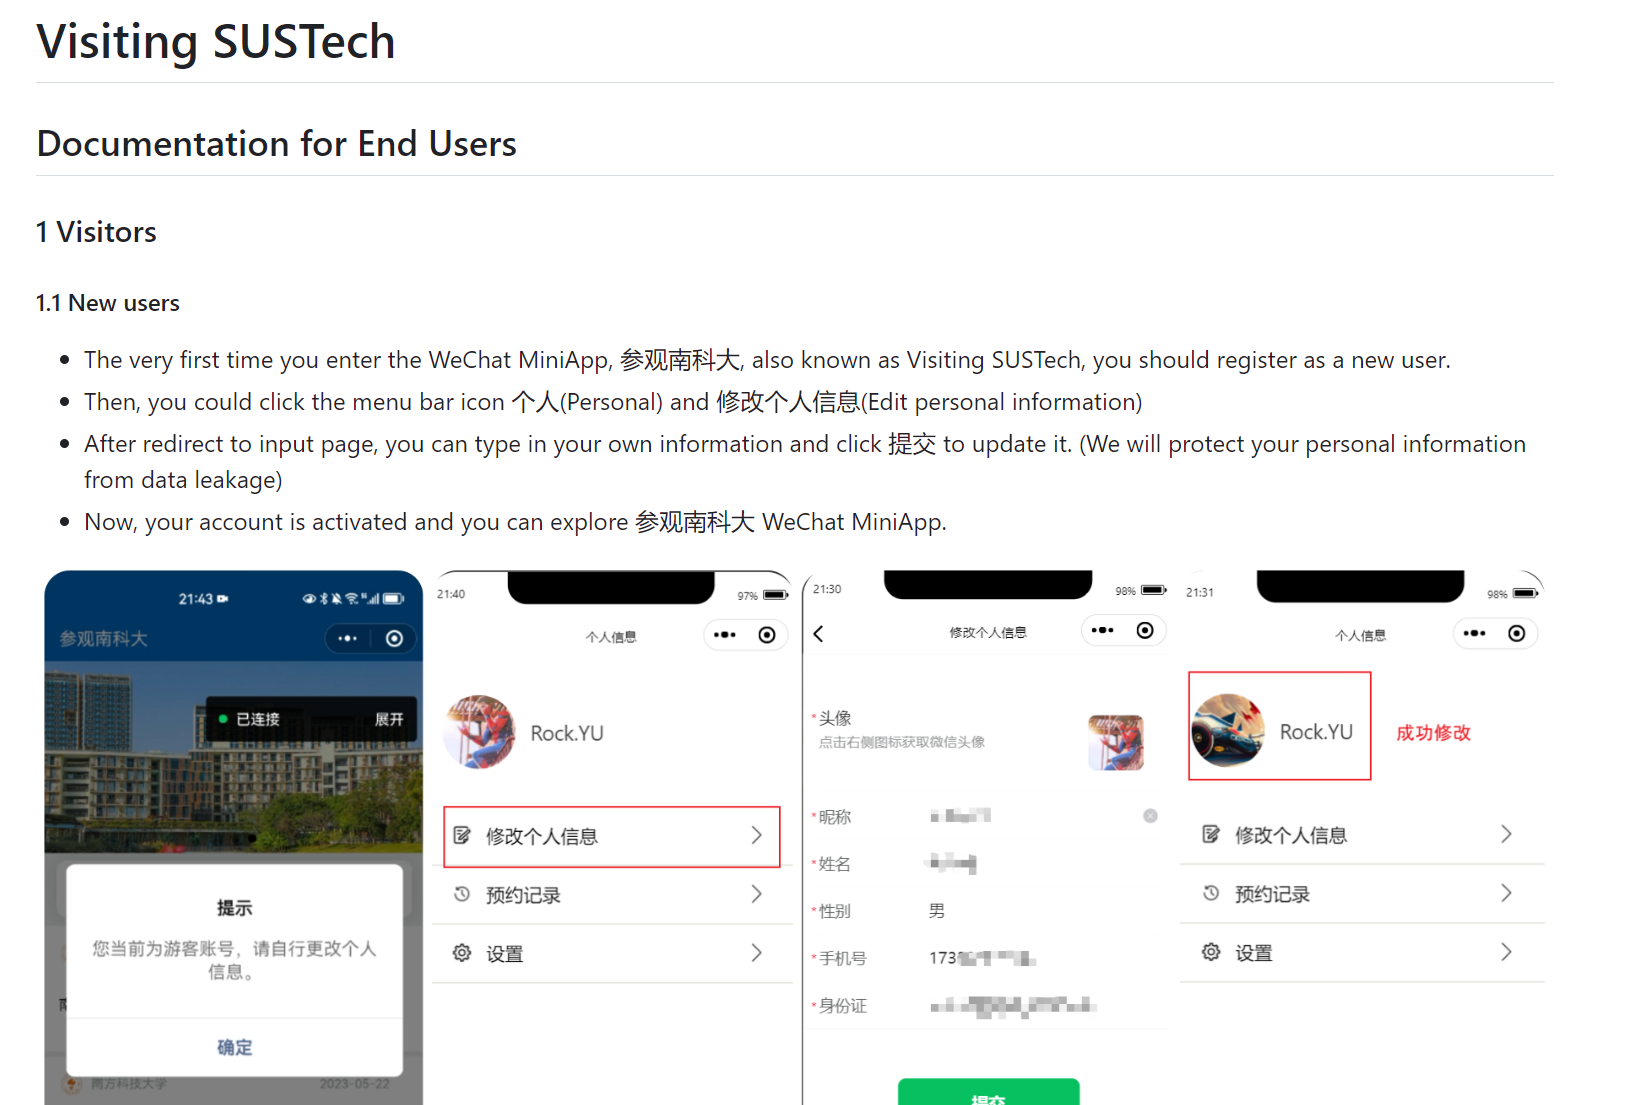 Visiting SUSTech
Documentation for End Users
1 Visitors
1.1 New users
The very first time you enter the WeChat MiniApp, 参观南科大, also known as Visiting SUSTech, you should register as a new user.
Then, you could click the menu bar icon 个人(Personal) and 修改个人信息(Edit personal information)
After redirect to input page, you can type in your own information and click 提交 to update it. (We will protect your personal information
from data leakage)
Now, your account is activated and you can explore 参观南科大 WeChat MiniApp.
21:43
参观南科大
已连接 展开
提示
您当前为游客账号，请自行更改个人
信息。
确定
南方科技大学 2023-05-22
21:40 97%
个人信息
Rock.YU
修改个人信息
预约记录
设置
21:30 98%
修改个人信息
*头像
点击右侧图标获取微信头像
*昵称
*姓名
*性别 男
*手机号 173
*身份证
提交
21:31 98%
个人信息
Rock.YU 成功修改
修改个人信息
预约记录
设置